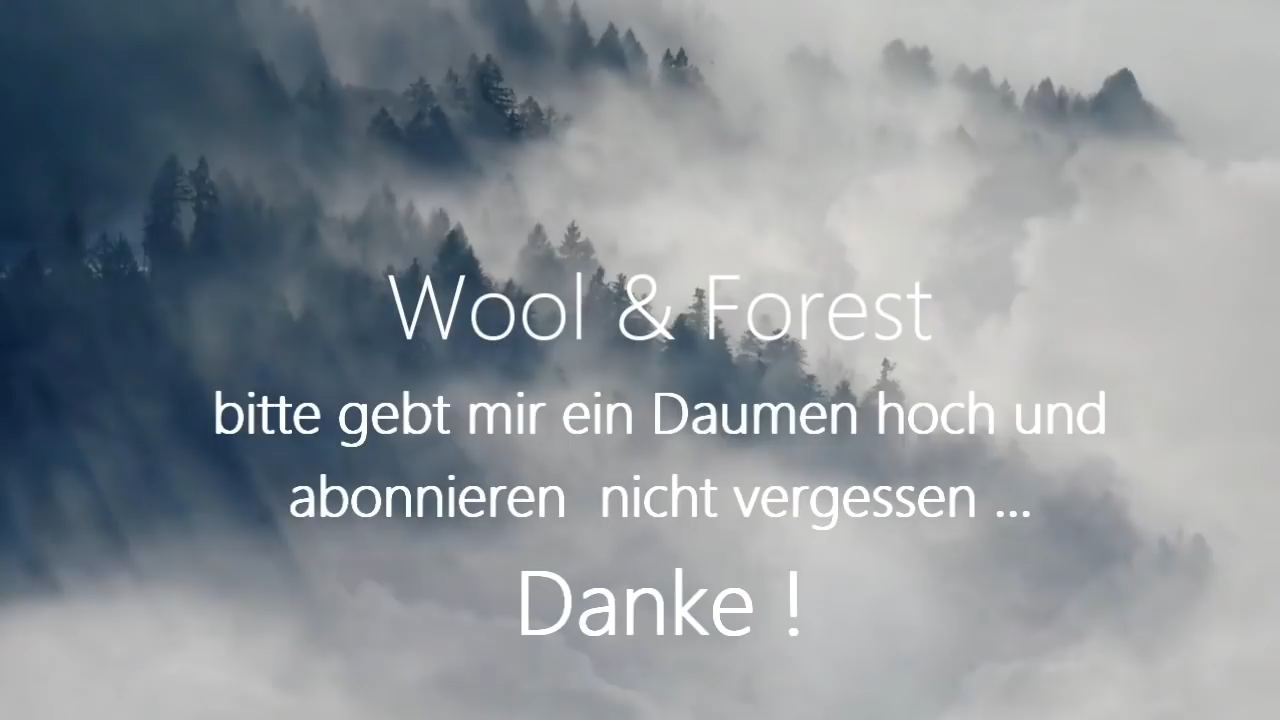 Wool & Forest
bitte gebt mir ein Daumen hoch und
abonnieren  nicht vergessen ...
Danke !